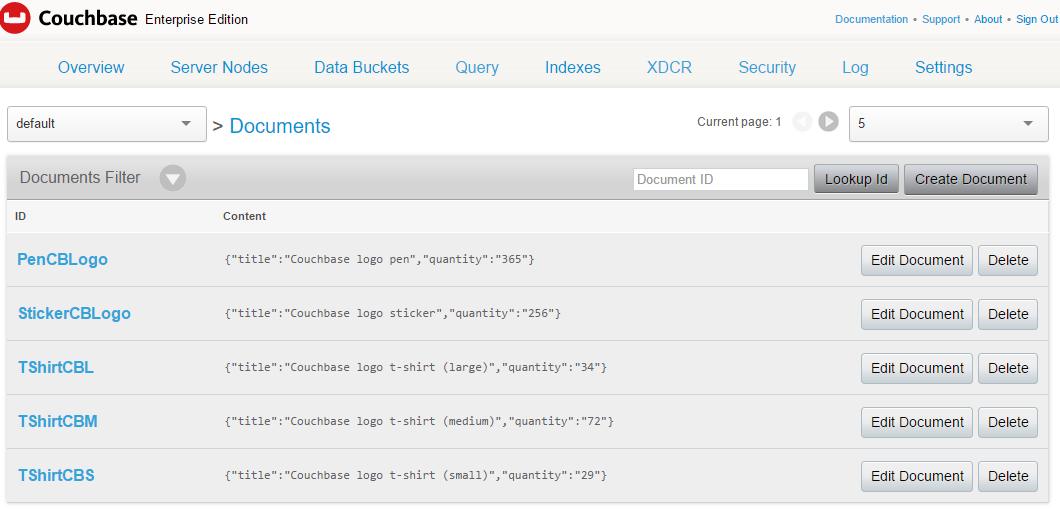 Couchbase Enterprise Edition
Documentation • Support • About • Sign Out
Overview Server Nodes Data Buckets Query Indexes XDCR Security Log Settings
default > Documents Current page: 1 5
Documents Filter Document ID Lookup Id Create Document
ID Content
PenCBLogo {"title":"Couchbase logo pen","quantity":"365"} Edit Document Delete
StickerCBLogo {"title":"Couchbase logo sticker","quantity":"256"} Edit Document Delete
TShirtCBL {"title":"Couchbase logo t-shirt (large)","quantity":"34"} Edit Document Delete
TShirtCBM {"title":"Couchbase logo t-shirt (medium)","quantity":"72"} Edit Document Delete
TShirtCBS {"title":"Couchbase logo t-shirt (small)","quantity":"29"} Edit Document Delete